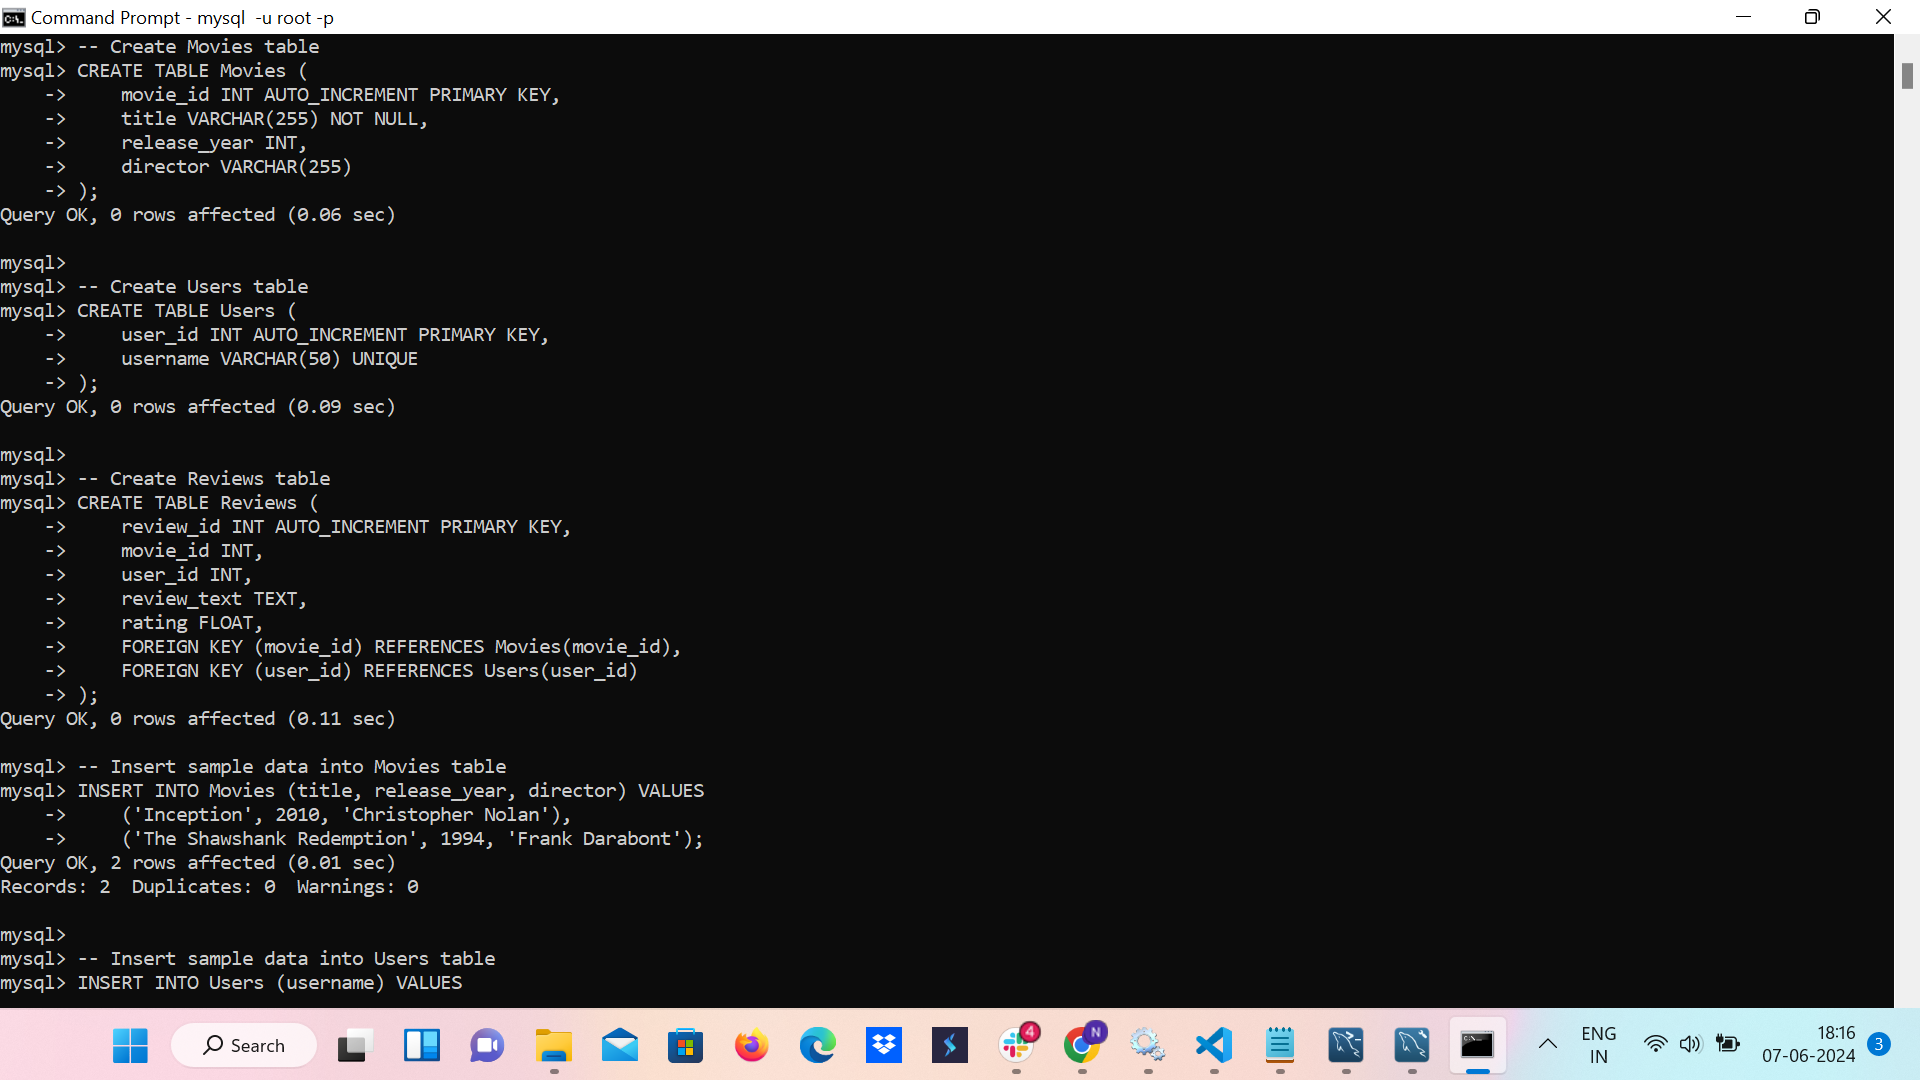 Command Prompt - mysql  -u root -p
mysql> -- Create Movies table
mysql> CREATE TABLE Movies (
    ->     movie_id INT AUTO_INCREMENT PRIMARY KEY,
    ->     title VARCHAR(255) NOT NULL,
    ->     release_year INT,
    ->     director VARCHAR(255)
    -> );
Query OK, 0 rows affected (0.06 sec)

mysql>
mysql> -- Create Users table
mysql> CREATE TABLE Users (
    ->     user_id INT AUTO_INCREMENT PRIMARY KEY,
    ->     username VARCHAR(50) UNIQUE
    -> );
Query OK, 0 rows affected (0.09 sec)

mysql>
mysql> -- Create Reviews table
mysql> CREATE TABLE Reviews (
    ->     review_id INT AUTO_INCREMENT PRIMARY KEY,
    ->     movie_id INT,
    ->     user_id INT,
    ->     review_text TEXT,
    ->     rating FLOAT,
    ->     FOREIGN KEY (movie_id) REFERENCES Movies(movie_id),
    ->     FOREIGN KEY (user_id) REFERENCES Users(user_id)
    -> );
Query OK, 0 rows affected (0.11 sec)

mysql> -- Insert sample data into Movies table
mysql> INSERT INTO Movies (title, release_year, director) VALUES
    ->     ('Inception', 2010, 'Christopher Nolan'),
    ->     ('The Shawshank Redemption', 1994, 'Frank Darabont');
Query OK, 2 rows affected (0.01 sec)
Records: 2  Duplicates: 0  Warnings: 0

mysql>
mysql> -- Insert sample data into Users table
mysql> INSERT INTO Users (username) VALUES
Search
4
N
ENG
IN
18:16
07-06-2024
3